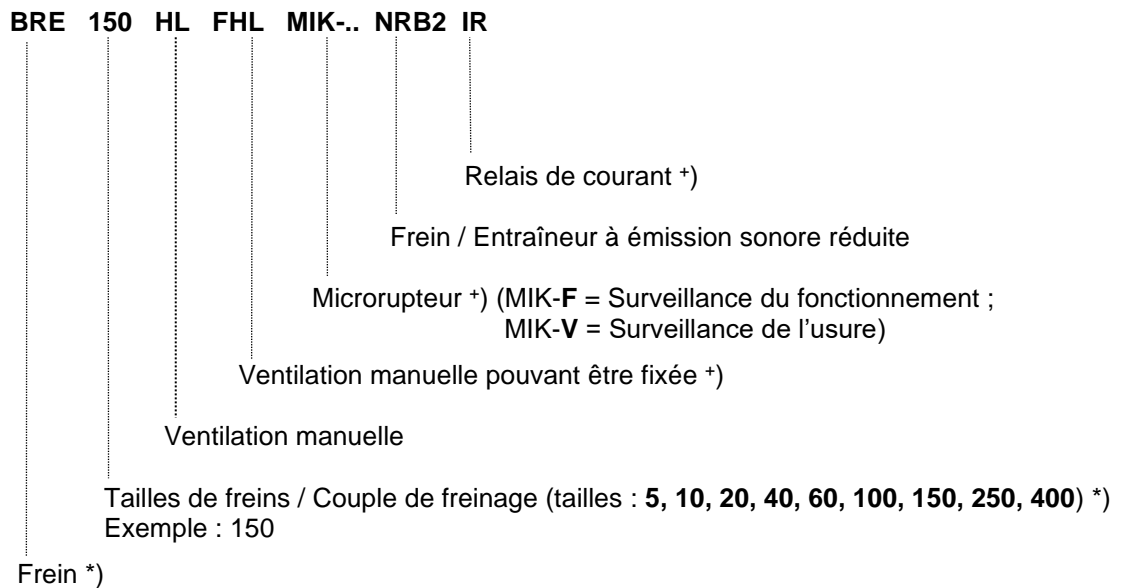 BRE 150 HL FHL MIK-.. NRB2 IR
Relais de courant ⁺)
Frein / Entraîneur à émission sonore réduite
Microrupteur ⁺) (MIK-F = Surveillance du fonctionnement ;
MIK-V = Surveillance de l'usure)
Ventilation manuelle pouvant être fixée ⁺)
Ventilation manuelle
Tailles de freins / Couple de freinage (tailles : 5, 10, 20, 40, 60, 100, 150, 250, 400) *)
Exemple : 150
Frein *)